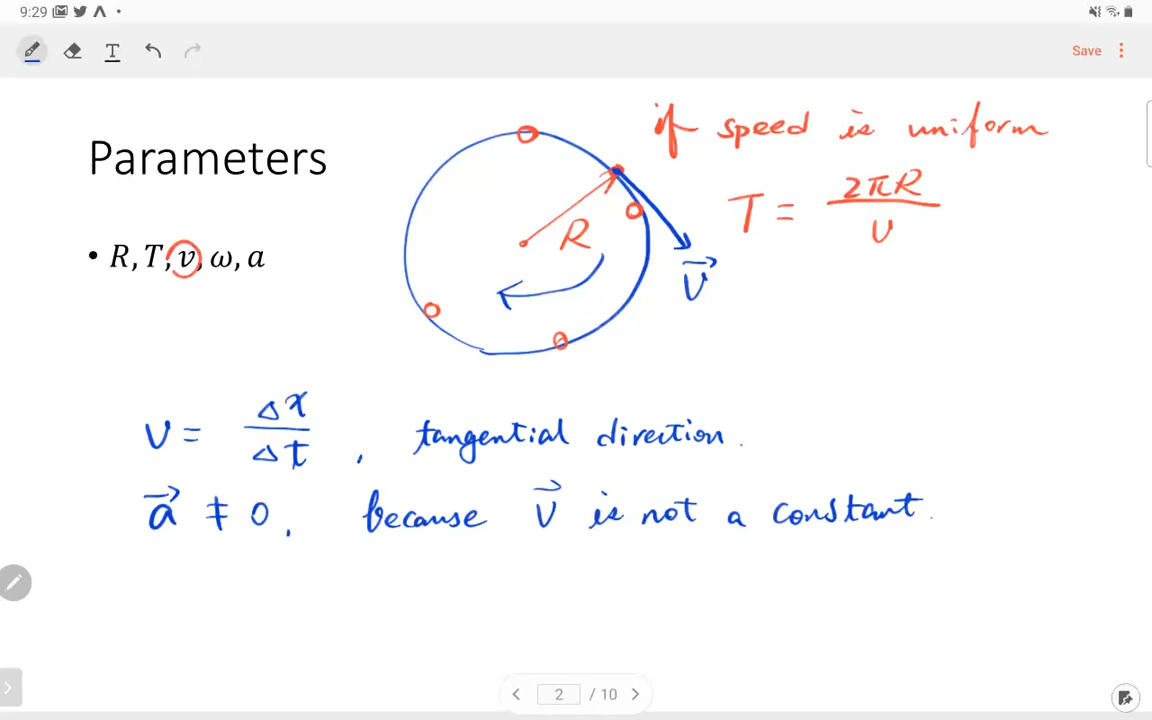 9:29
Save
if speed is uniform
Parameters
T = 2πR / v
R
• R, T, v, ω, a
v⃗
v = Δx / Δt , tangential direction.
a⃗ ≠ 0, because v⃗ is not a constant.
2 / 10